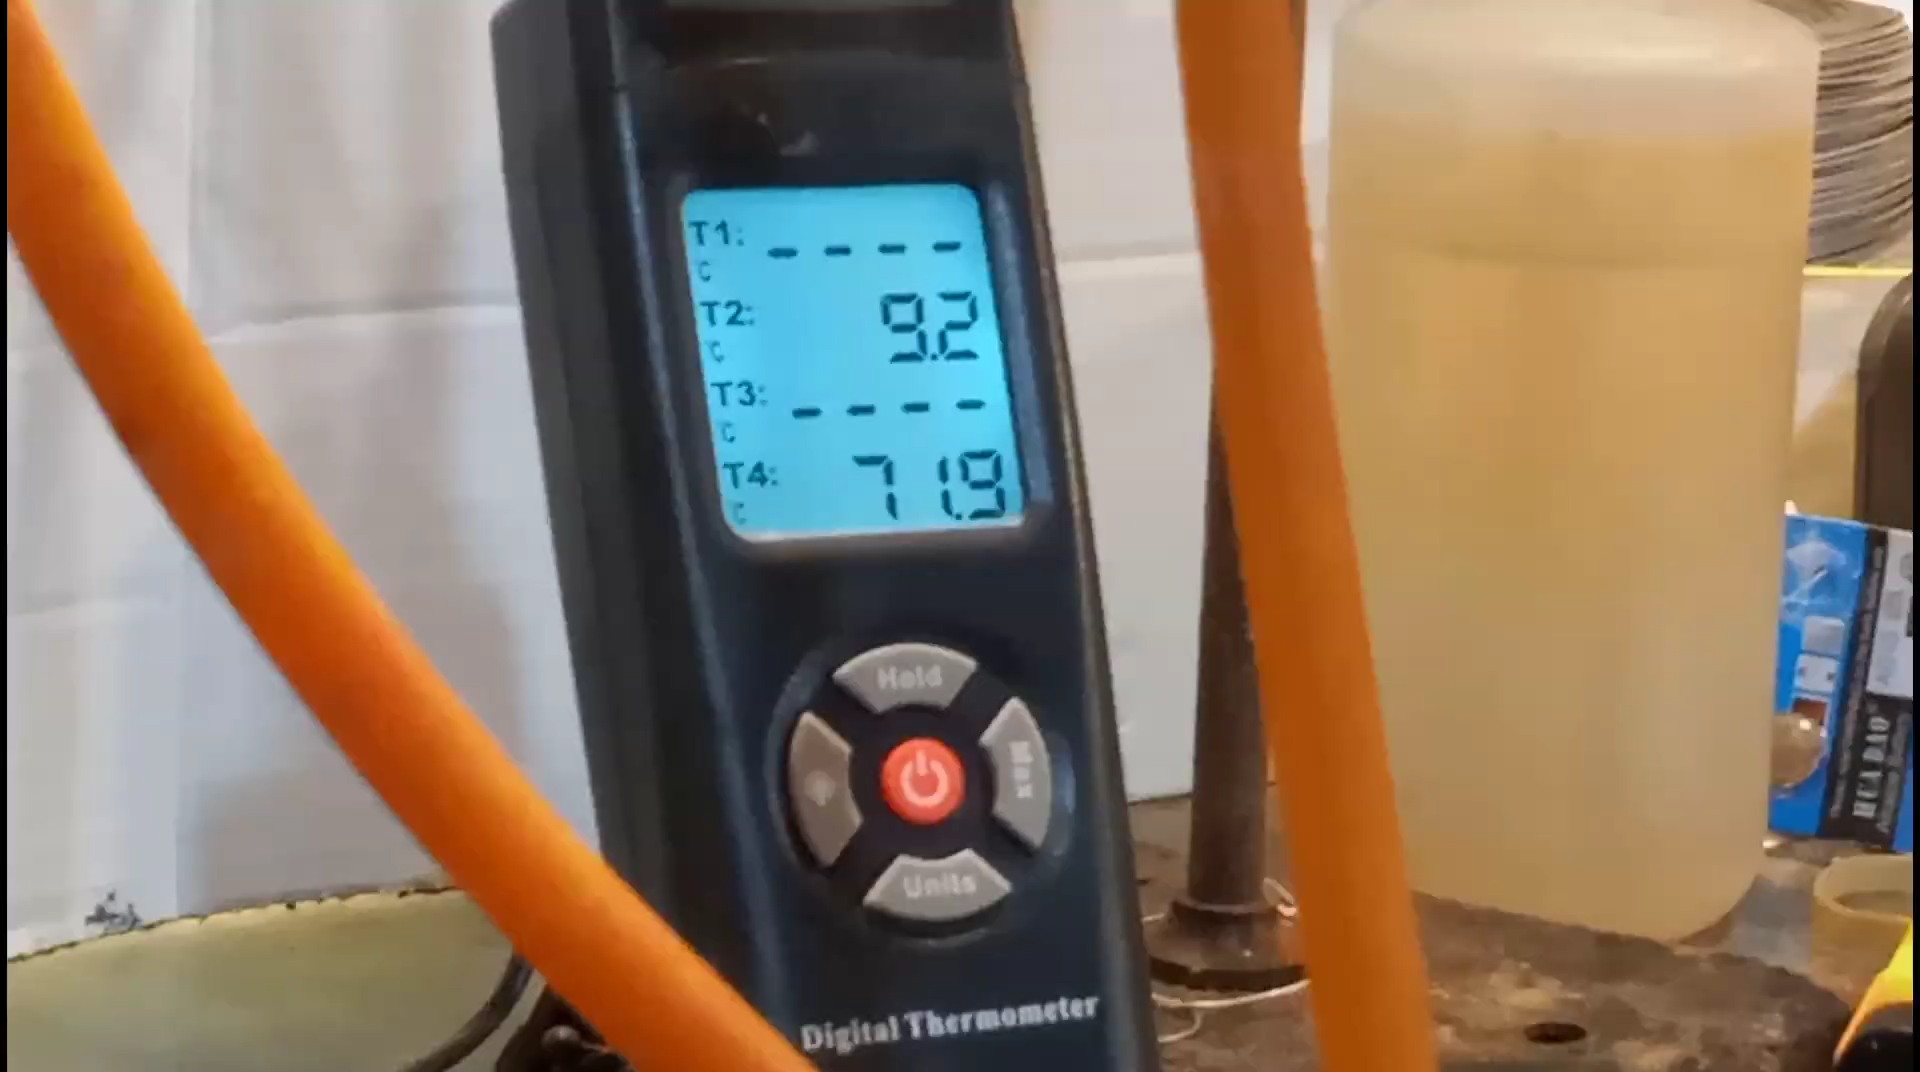 T1: - - - -
°C
T2: 9.2
°C
T3: - - - -
°C
T4: 71.9
°C
Hold
Max
Units
Digital Thermometer
HUA DAO